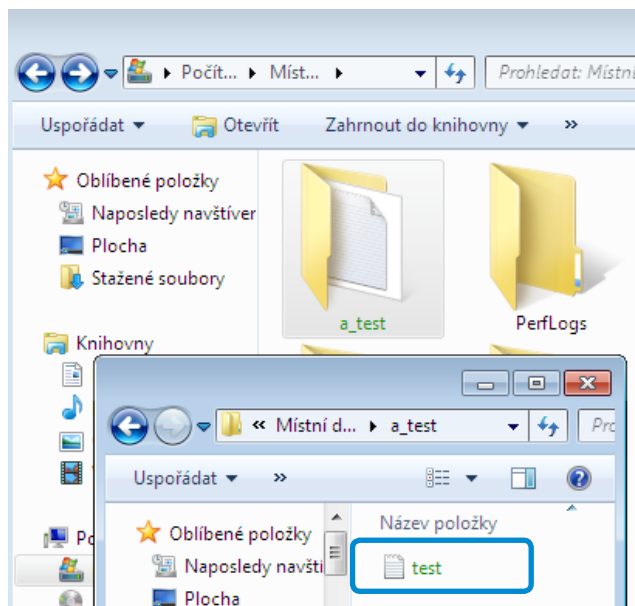 Počít... Míst...
Prohledat: Místní
Uspořádat Otevřít Zahrnout do knihovny »
Oblíbené položky
Naposledy navštíver
Plocha
Stažené soubory
Knihovny
a_test
PerfLogs
« Místní d... a_test
Uspořádat »
Oblíbené položky
Naposledy navšti
Plocha
Název položky
test